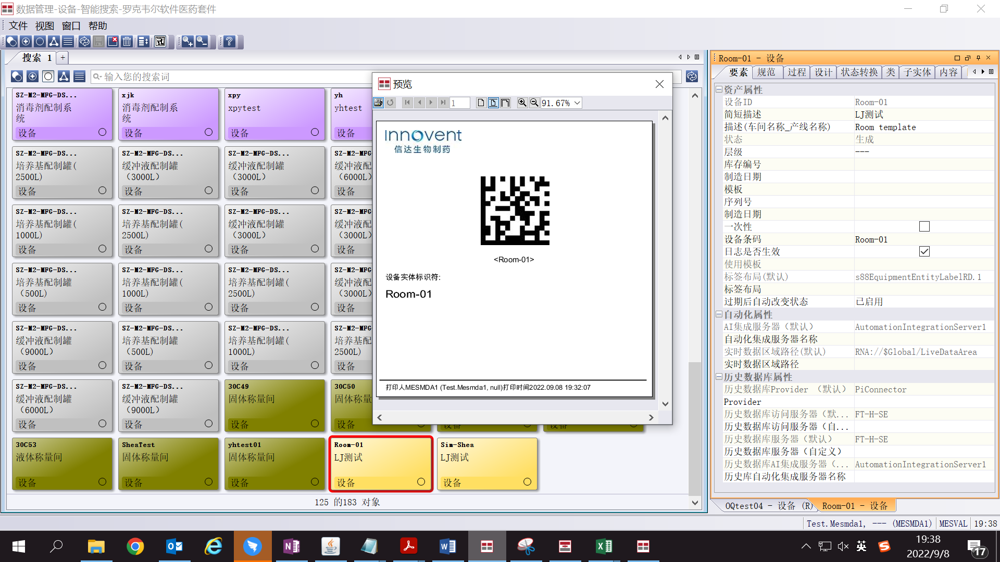 数据管理-设备-智能搜索-罗克韦尔软件医药套件
文件 视图 窗口 帮助
搜索 1 +
输入您的搜索词
SZ-M2-MFG-DS...
消毒剂配制系
统
设备
xjk
消毒剂配制系
统
设备
xpy
xpytest
设备
yh
yhtest
设备
SZ-M2-MFG-DS...
培养基配制罐(
2500L)
设备
SZ-M2-MFG-DS...
缓冲液配制罐
（3000L）
设备
SZ-M2-MFG-DS...
缓冲液配制罐
（3000L）
设备
SZ-M2-MFG
缓冲液配
（6000L）
设备
SZ-M2-MFG-DS...
培养基配制罐(
1000L)
设备
SZ-M2-MFG-DS...
培养基配制罐(
2500L)
设备
SZ-M2-MFG-DS...
缓冲液配制罐
（3000L）
设备
SZ-M2-MFG
缓冲液配
（3000L）
设备
SZ-M2-MFG-DS...
培养基配制罐
（500L)
设备
SZ-M2-MFG-DS...
培养基配制罐(
1000L)
设备
SZ-M2-MFG-DS...
培养基配制罐(
2500L)
设备
SZ-M2-MFG
缓冲液配
（3000L）
设备
SZ-M2-MFG-DS...
缓冲液配制罐
（9000L）
设备
SZ-M2-MFG-DS...
培养基配制罐
（500L)
设备
SZ-M2-MFG-DS...
培养基配制罐(
1000L)
设备
SZ-M2-MFG
培养基配
2500L)
设备
SZ-M2-MFG-DS...
缓冲液配制罐
（6000L）
设备
SZ-M2-MFG-DS...
缓冲液配制罐
（9000L）
设备
30C49
固体称量间
设备
30C50
固体称量
设备
设备
设备
30C53
液体称量间
设备
SheaTest
固体称量间
设备
yhtest01
固体称量间
设备
Room-01
LJ测试
设备
Sim-Shea
LJ测试
设备
125 的183 对象
预览
1
91.67%
Innovent
信达生物制药
<Room-01>
设备实体标识符:
Room-01
打印人MESMDA1 (Test.Mesmda1, null)打印时间2022.09.08 19:32:07
Room-01 - 设备
要素 规范 过程 设计 状态转换 类 子实体 内容
资产属性
设备ID Room-01
简短描述 LJ测试
描述(车间名称_产线名称) Room template
状态 生成
层级 ---
库存编号
制造日期
模板
序列号
制造日期
一次性
设备条码 Room-01
日志是否生效
使用模板
标签布局(默认) s88EquipmentEntityLabelRD.1
标签布局
过期后自动改变状态 已启用
自动化属性
AI集成服务器（默认） AutomationIntegrationServer1
自动化集成服务器名称
实时数据区域路径(默认) RNA://$Global/LiveDataArea
实时数据区域路径
历史数据库属性
历史数据库Provider （默认） PiConnector
Provider
历史数据库访问服务器（默... FT-H-SE
历史数据库访问服务器（自...
历史数据库服务器（默认） FT-H-SE
历史数据库服务器（自定义）
历史数据库AI集成服务器（... AutomationIntegrationServer1
历史库自动化集成服务器名称
OQtest04 - 设备 (R) Room-01 - 设备
Test.Mesmda1, --- (MESMDA1) MESVAL 19:38
英
19:38
2022/9/8
17